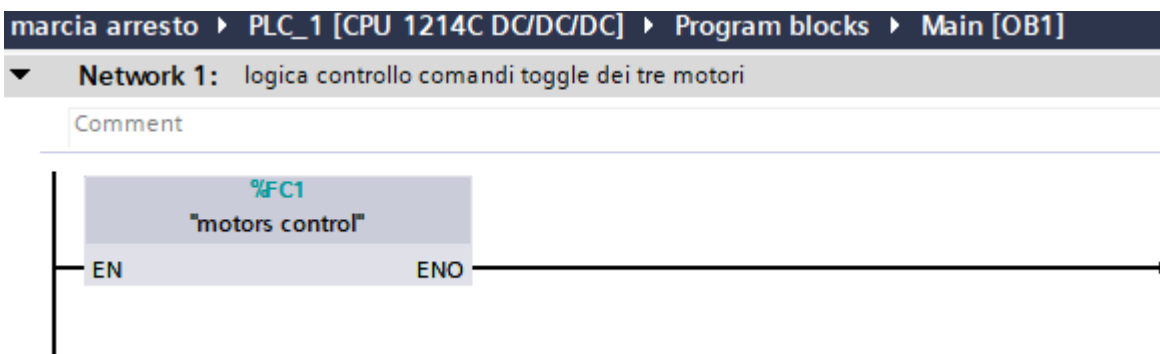 marcia arresto ▸ PLC_1 [CPU 1214C DC/DC/DC] ▸ Program blocks ▸ Main [OB1]
Network 1: logica controllo comandi toggle dei tre motori
Comment
%FC1
"motors control"
EN ENO